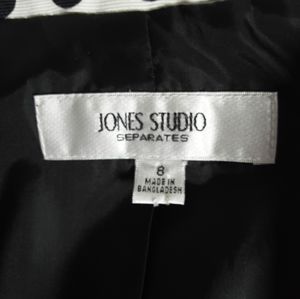 JONES STUDIO
SEPARATES
8
MADE IN
BANGLADESH